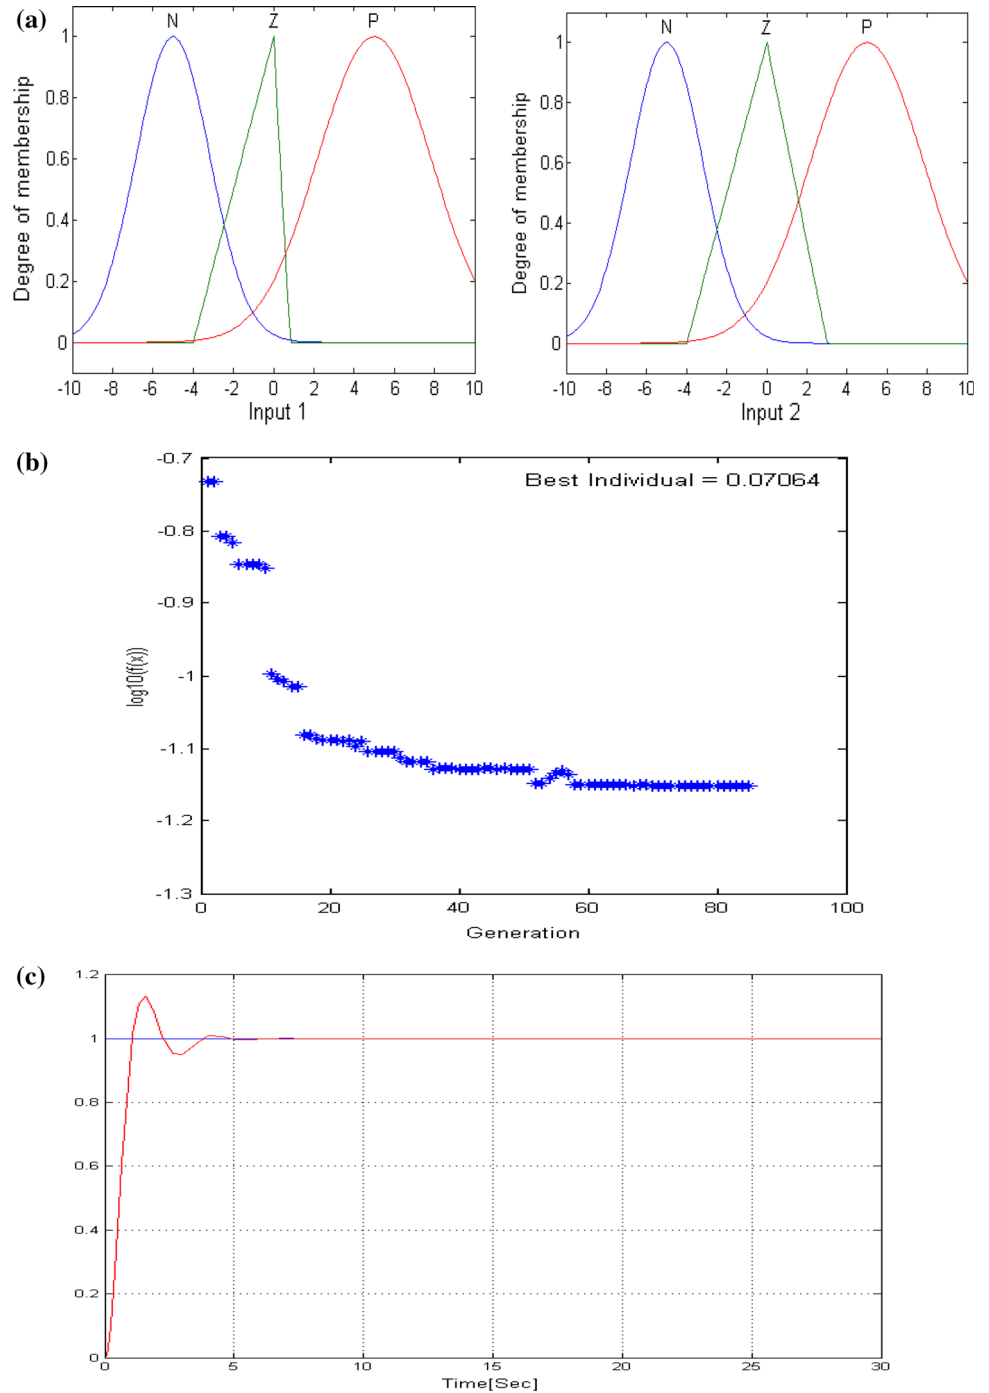 (a)
N Z P
1
0.8
0.6
0.4
0.2
0
Degree of membership
-10 -8 -6 -4 -2 0 2 4 6 8 10
Input 1
N Z P
1
0.8
0.6
0.4
0.2
0
Degree of membership
-10 -8 -6 -4 -2 0 2 4 6 8 10
Input 2
(b)
-0.7
-0.8
-0.9
-1
-1.1
-1.2
-1.3
log10(f(x))
Best Individual = 0.07064
0 20 40 60 80 100
Generation
(c)
1.2
1
0.8
0.6
0.4
0.2
0
0 5 10 15 20 25 30
Time[Sec]